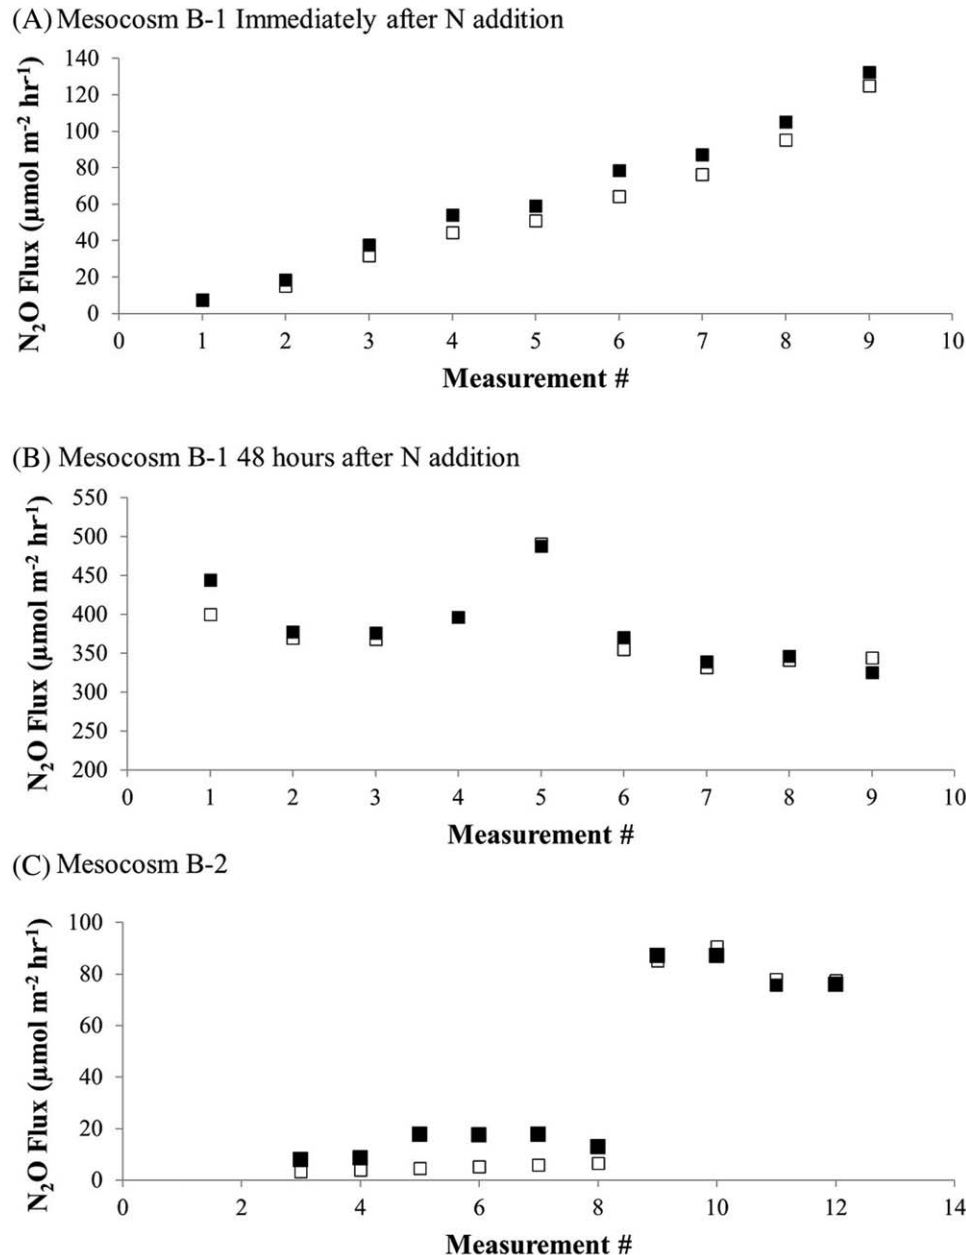 (A) Mesocosm B-1 Immediately after N addition
N₂O Flux (μmol m⁻² hr⁻¹)
140
120
100
80
60
40
20
0
0 1 2 3 4 5 6 7 8 9 10
Measurement #
(B) Mesocosm B-1 48 hours after N addition
N₂O Flux (μmol m⁻² hr⁻¹)
550
500
450
400
350
300
250
200
0 1 2 3 4 5 6 7 8 9 10
Measurement #
(C) Mesocosm B-2
N₂O Flux (μmol m⁻² hr⁻¹)
100
80
60
40
20
0
0 2 4 6 8 10 12 14
Measurement #